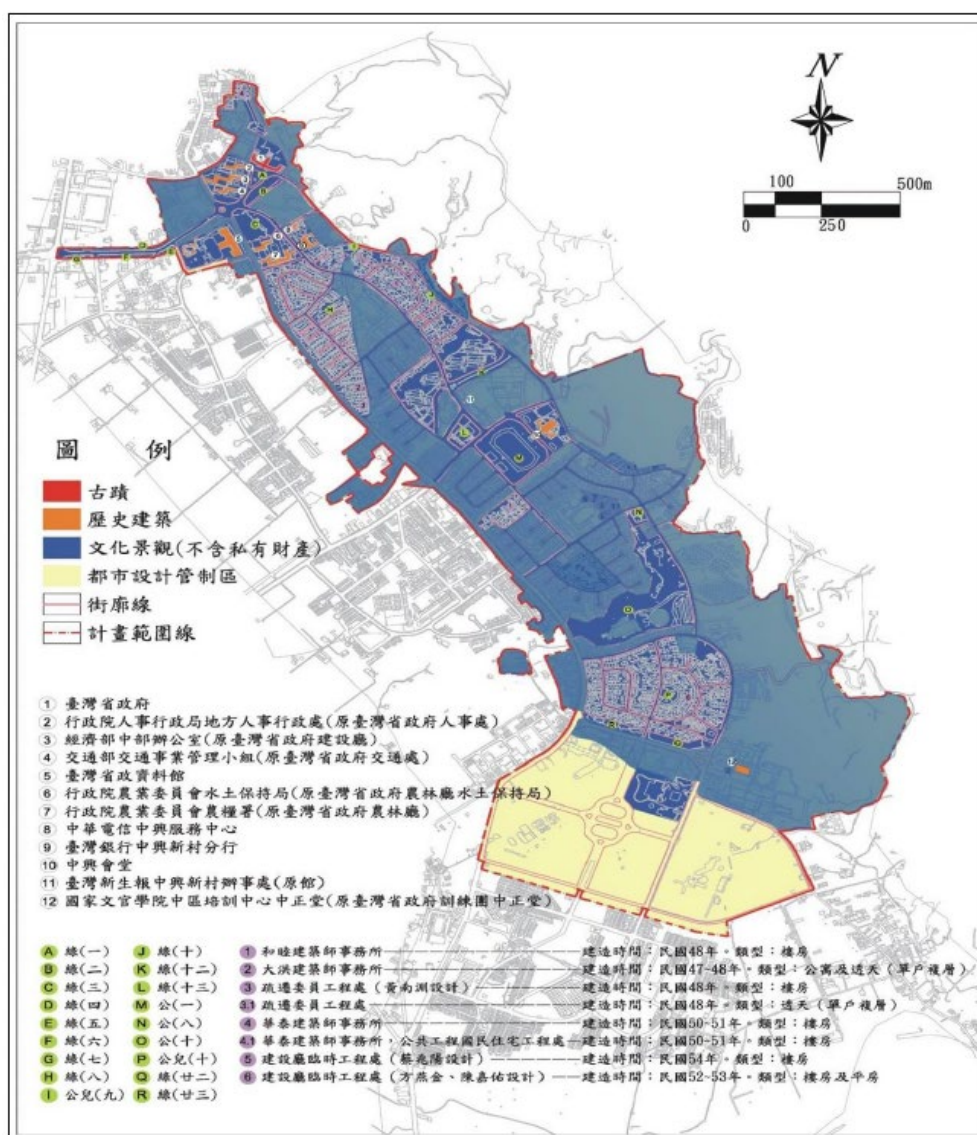 N
100 500m
0 250
圖 例
古蹟
歷史建築
文化景觀(不含私有財產)
都市設計管制區
街廓線
計畫範圍線
① 臺灣省政府
② 行政院人事行政局地方人事行政處(原臺灣省政府人事處)
③ 經濟部中部辦公室(原臺灣省政府建設廳)
④ 交通部交通事業管理小組(原臺灣省政府交通處)
⑤ 臺灣省政資料館
⑥ 行政院農業委員會水土保持局(原臺灣省政府農林廳水土保持局)
⑦ 行政院農業委員會農糧署(原臺灣省政府農林廳)
⑧ 中華電信中興服務中心
⑨ 臺灣銀行中興新村分行
⑩ 中興會堂
⑪ 臺灣新生報中興新村辦事處(原館)
⑫ 國家文官學院中區培訓中心中正堂(原臺灣省政府訓練團中正堂)
A 綠(一) J 綠(十) 1 和睦建築師事務所——建造時間：民國48年。類型：樓房
B 綠(二) K 綠(十二) 2 大洪建築師事務所——建造時間：民國47~48年。類型：公寓及透天(單戶複層)
C 綠(三) L 綠(十三) 3 疏遷委員工程處(黃南淵設計)——建造時間：民國48年。類型：樓房
D 綠(四) M 公(一) 3.1 疏遷委員工程處——建造時間：民國48年。類型：透天(單戶複層)
E 綠(五) N 公(八) 4 華泰建築師事務所——建造時間：民國50~51年。類型：樓房
F 綠(六) O 公(十) 4.1 華泰建築師事務所，公共工程國民住宅工程處—建造時間：民國50~51年。類型：樓房
G 綠(七) P 公兒(十) 5 建設廳臨時工程處(蔡兆陽設計)——建造時間：民國54年。類型：樓房
H 綠(八) Q 綠(廿二) 6 建設廳臨時工程處(方燕金、陳嘉佑設計)——建造時間：民國52~53年。類型：樓房及平房
I 公兒(九) R 綠(廿三)